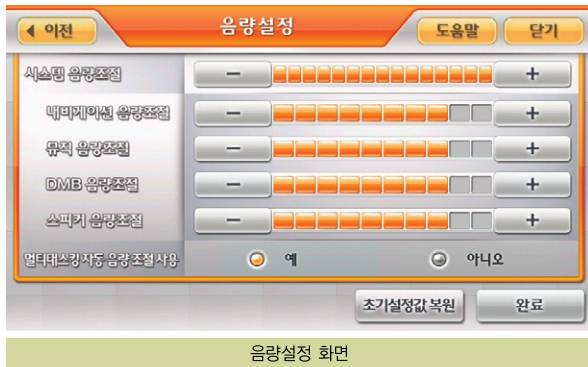 이전
음량설정
도움말
닫기
시스템 음량조절
− +
내비게이션 음량조절
− +
뮤직 음량조절
− +
DMB 음량조절
− +
스피커 음량조절
− +
멀티태스킹 자동 음량 조절 사용
예 아니오
초기설정값 복원
완료
음량설정 화면